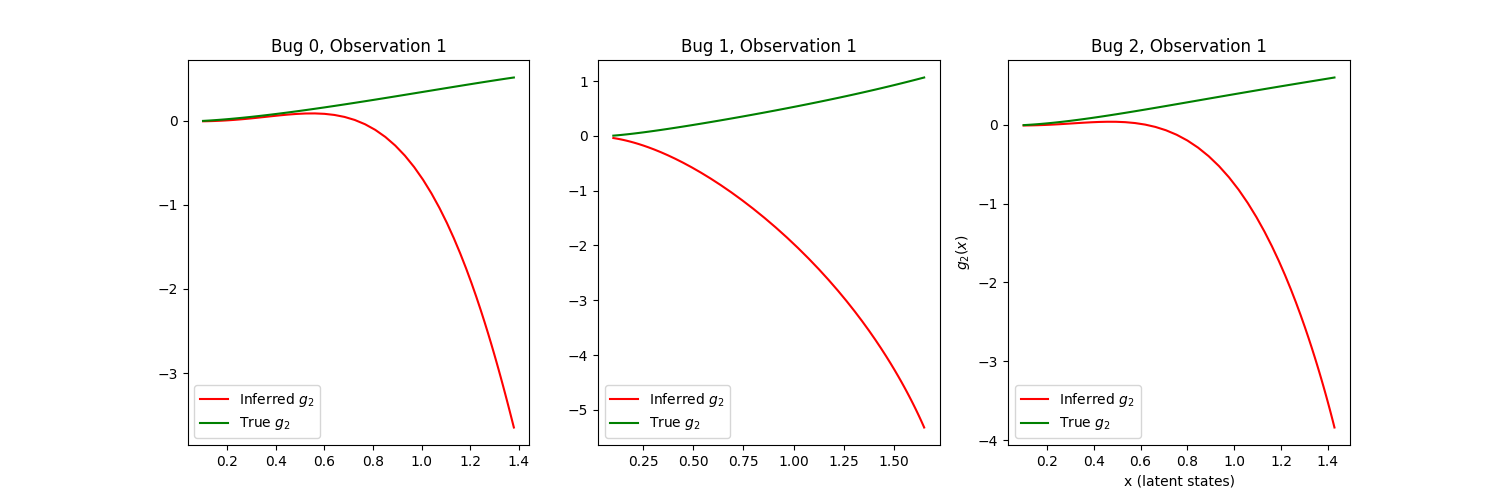 Bug 0, Observation 1
0
−1
−2
−3
0.2 0.4 0.6 0.8 1.0 1.2 1.4
Inferred g₂
True g₂
Bug 1, Observation 1
1
0
−1
−2
−3
−4
−5
0.25 0.50 0.75 1.00 1.25 1.50
Inferred g₂
True g₂
Bug 2, Observation 1
g₂(x)
0
−1
−2
−3
−4
0.2 0.4 0.6 0.8 1.0 1.2 1.4
x (latent states)
Inferred g₂
True g₂